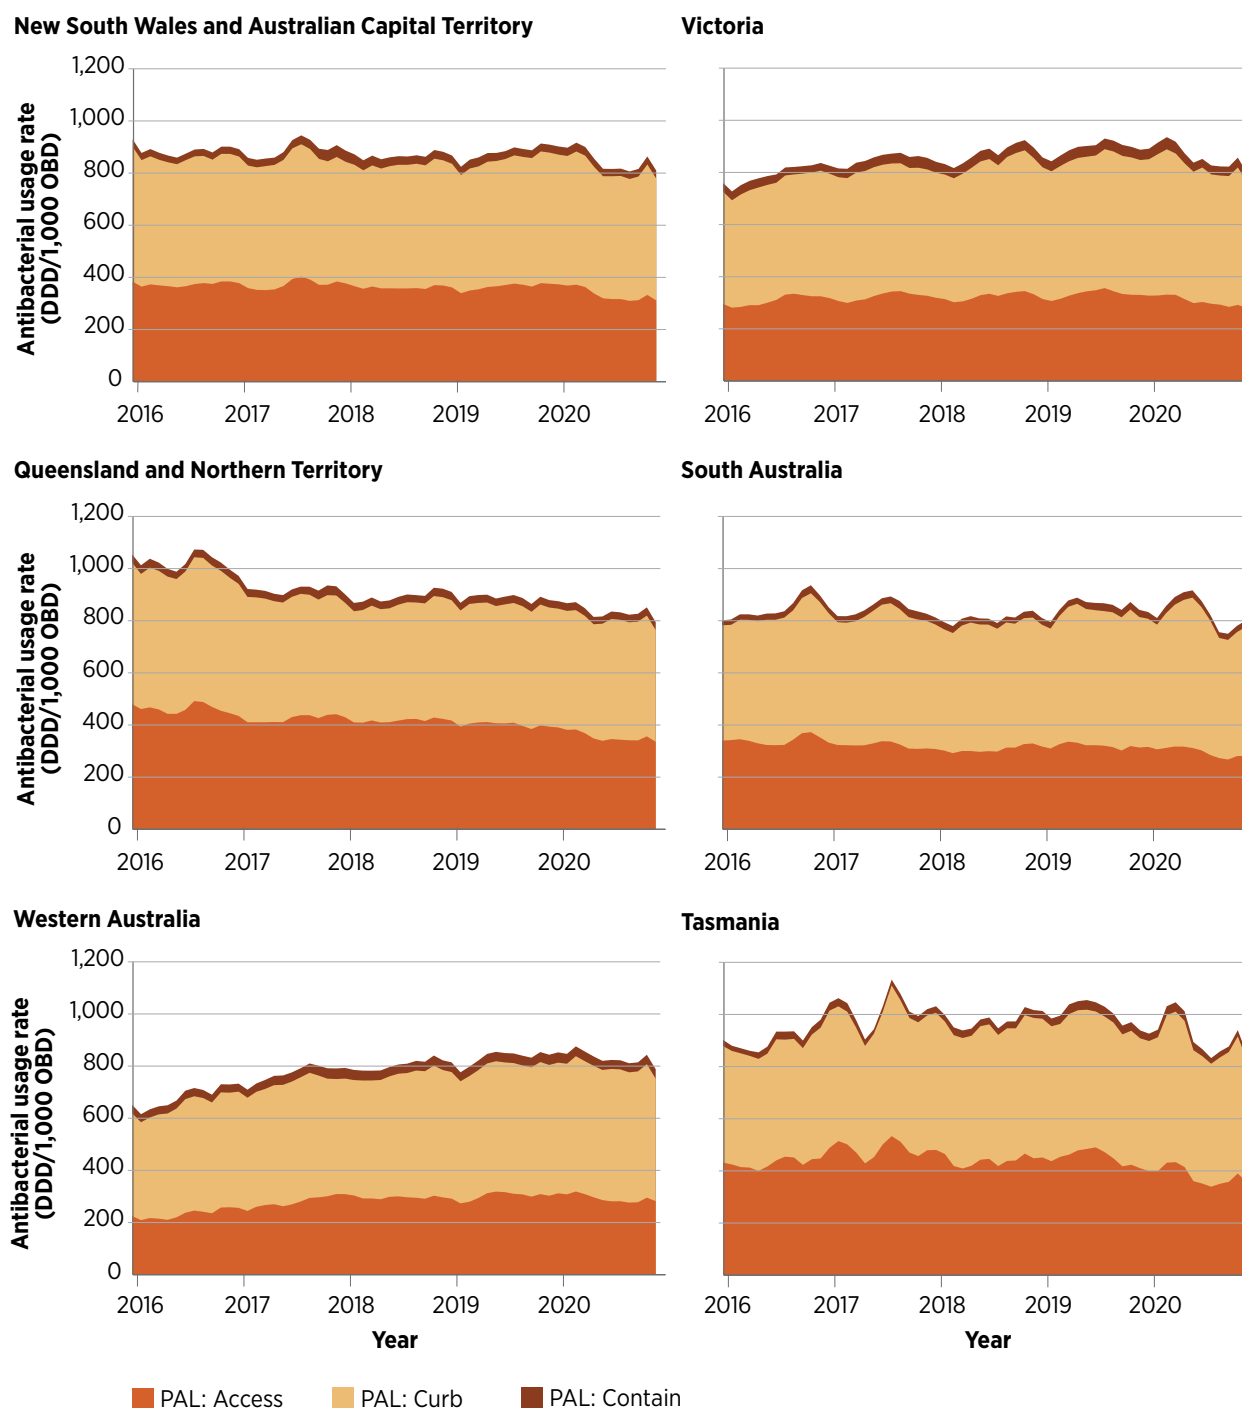 New South Wales and Australian Capital Territory
Victoria
Antibacterial usage rate
(DDD/1,000 OBD)
1,200
1,000
800
600
400
200
0
2016 2017 2018 2019 2020
2016 2017 2018 2019 2020
Queensland and Northern Territory
South Australia
Antibacterial usage rate
(DDD/1,000 OBD)
1,200
1,000
800
600
400
200
0
2016 2017 2018 2019 2020
2016 2017 2018 2019 2020
Western Australia
Tasmania
Antibacterial usage rate
(DDD/1,000 OBD)
1,200
1,000
800
600
400
200
0
2016 2017 2018 2019 2020
2016 2017 2018 2019 2020
Year
Year
PAL: Access PAL: Curb PAL: Contain